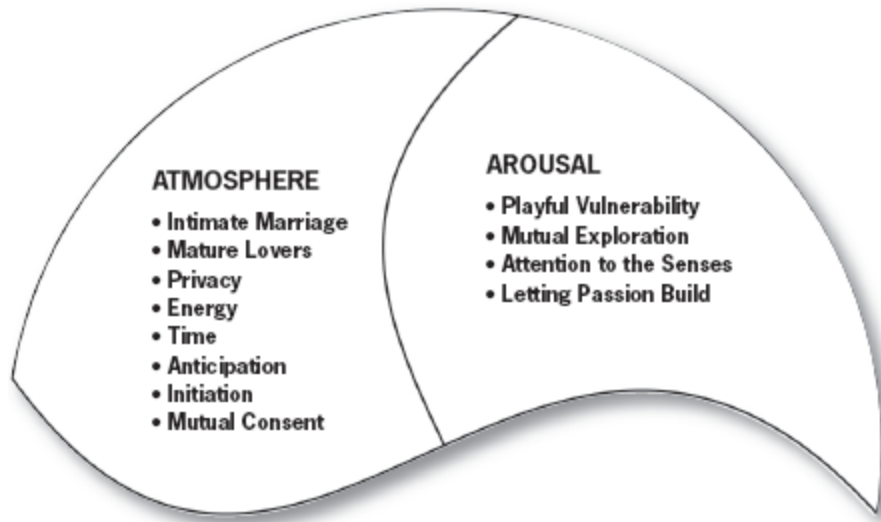 ATMOSPHERE
• Intimate Marriage
• Mature Lovers
• Privacy
• Energy
• Time
• Anticipation
• Initiation
• Mutual Consent
AROUSAL
• Playful Vulnerability
• Mutual Exploration
• Attention to the Senses
• Letting Passion Build